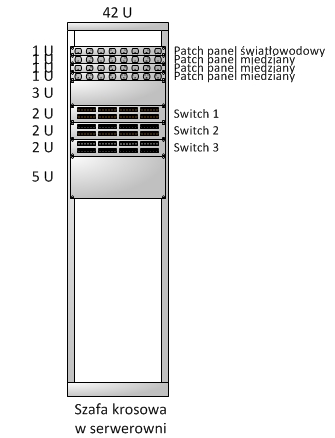 42 U
1 U Patch panel światłowodowy
1 U Patch panel miedziany
1 U Patch panel miedziany
1 U Patch panel miedziany
3 U
2 U Switch 1
2 U Switch 2
2 U Switch 3
5 U
Szafa krosowa
w serwerowni